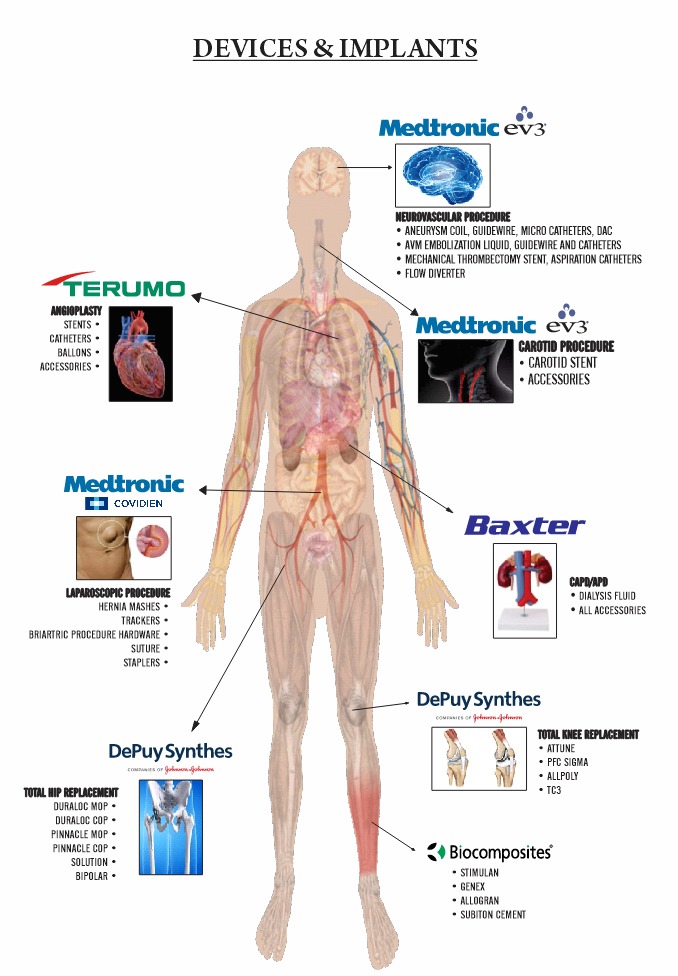 DEVICES & IMPLANTS
Medtronic ev3
NEUROVASCULAR PROCEDURE
• ANEURYSM COIL, GUIDEWIRE, MICRO CATHETERS, DAC
• AVM EMBOLIZATION LIQUID, GUIDEWIRE AND CATHETERS
• MECHANICAL THROMBECTOMY STENT, ASPIRATION CATHETERS
• FLOW DIVERTER
TERUMO
ANGIOPLASTY
STENTS •
CATHETERS •
BALLONS •
ACCESSORIES •
Medtronic ev3
CAROTID PROCEDURE
• CAROTID STENT
• ACCESSORIES
Medtronic
COVIDIEN
LAPAROSCOPIC PROCEDURE
HERNIA MASHES •
TRACKERS •
BRIARTRIC PROCEDURE HARDWARE •
SUTURE •
STAPLERS •
Baxter
CAPD/APD
• DIALYSIS FLUID
• ALL ACCESSORIES
DePuy Synthes
COMPANIES OF Johnson & Johnson
TOTAL KNEE REPLACEMENT
• ATTUNE
• PFC SIGMA
• ALLPOLY
• TC3
DePuy Synthes
COMPANIES OF Johnson & Johnson
TOTAL HIP REPLACEMENT
DURALOC MOP •
DURALOC COP •
PINNACLE MOP •
PINNACLE COP •
SOLUTION •
BIPOLAR •
Biocomposites®
• STIMULAN
• GENEX
• ALLOGRAN
• SUBITON CEMENT